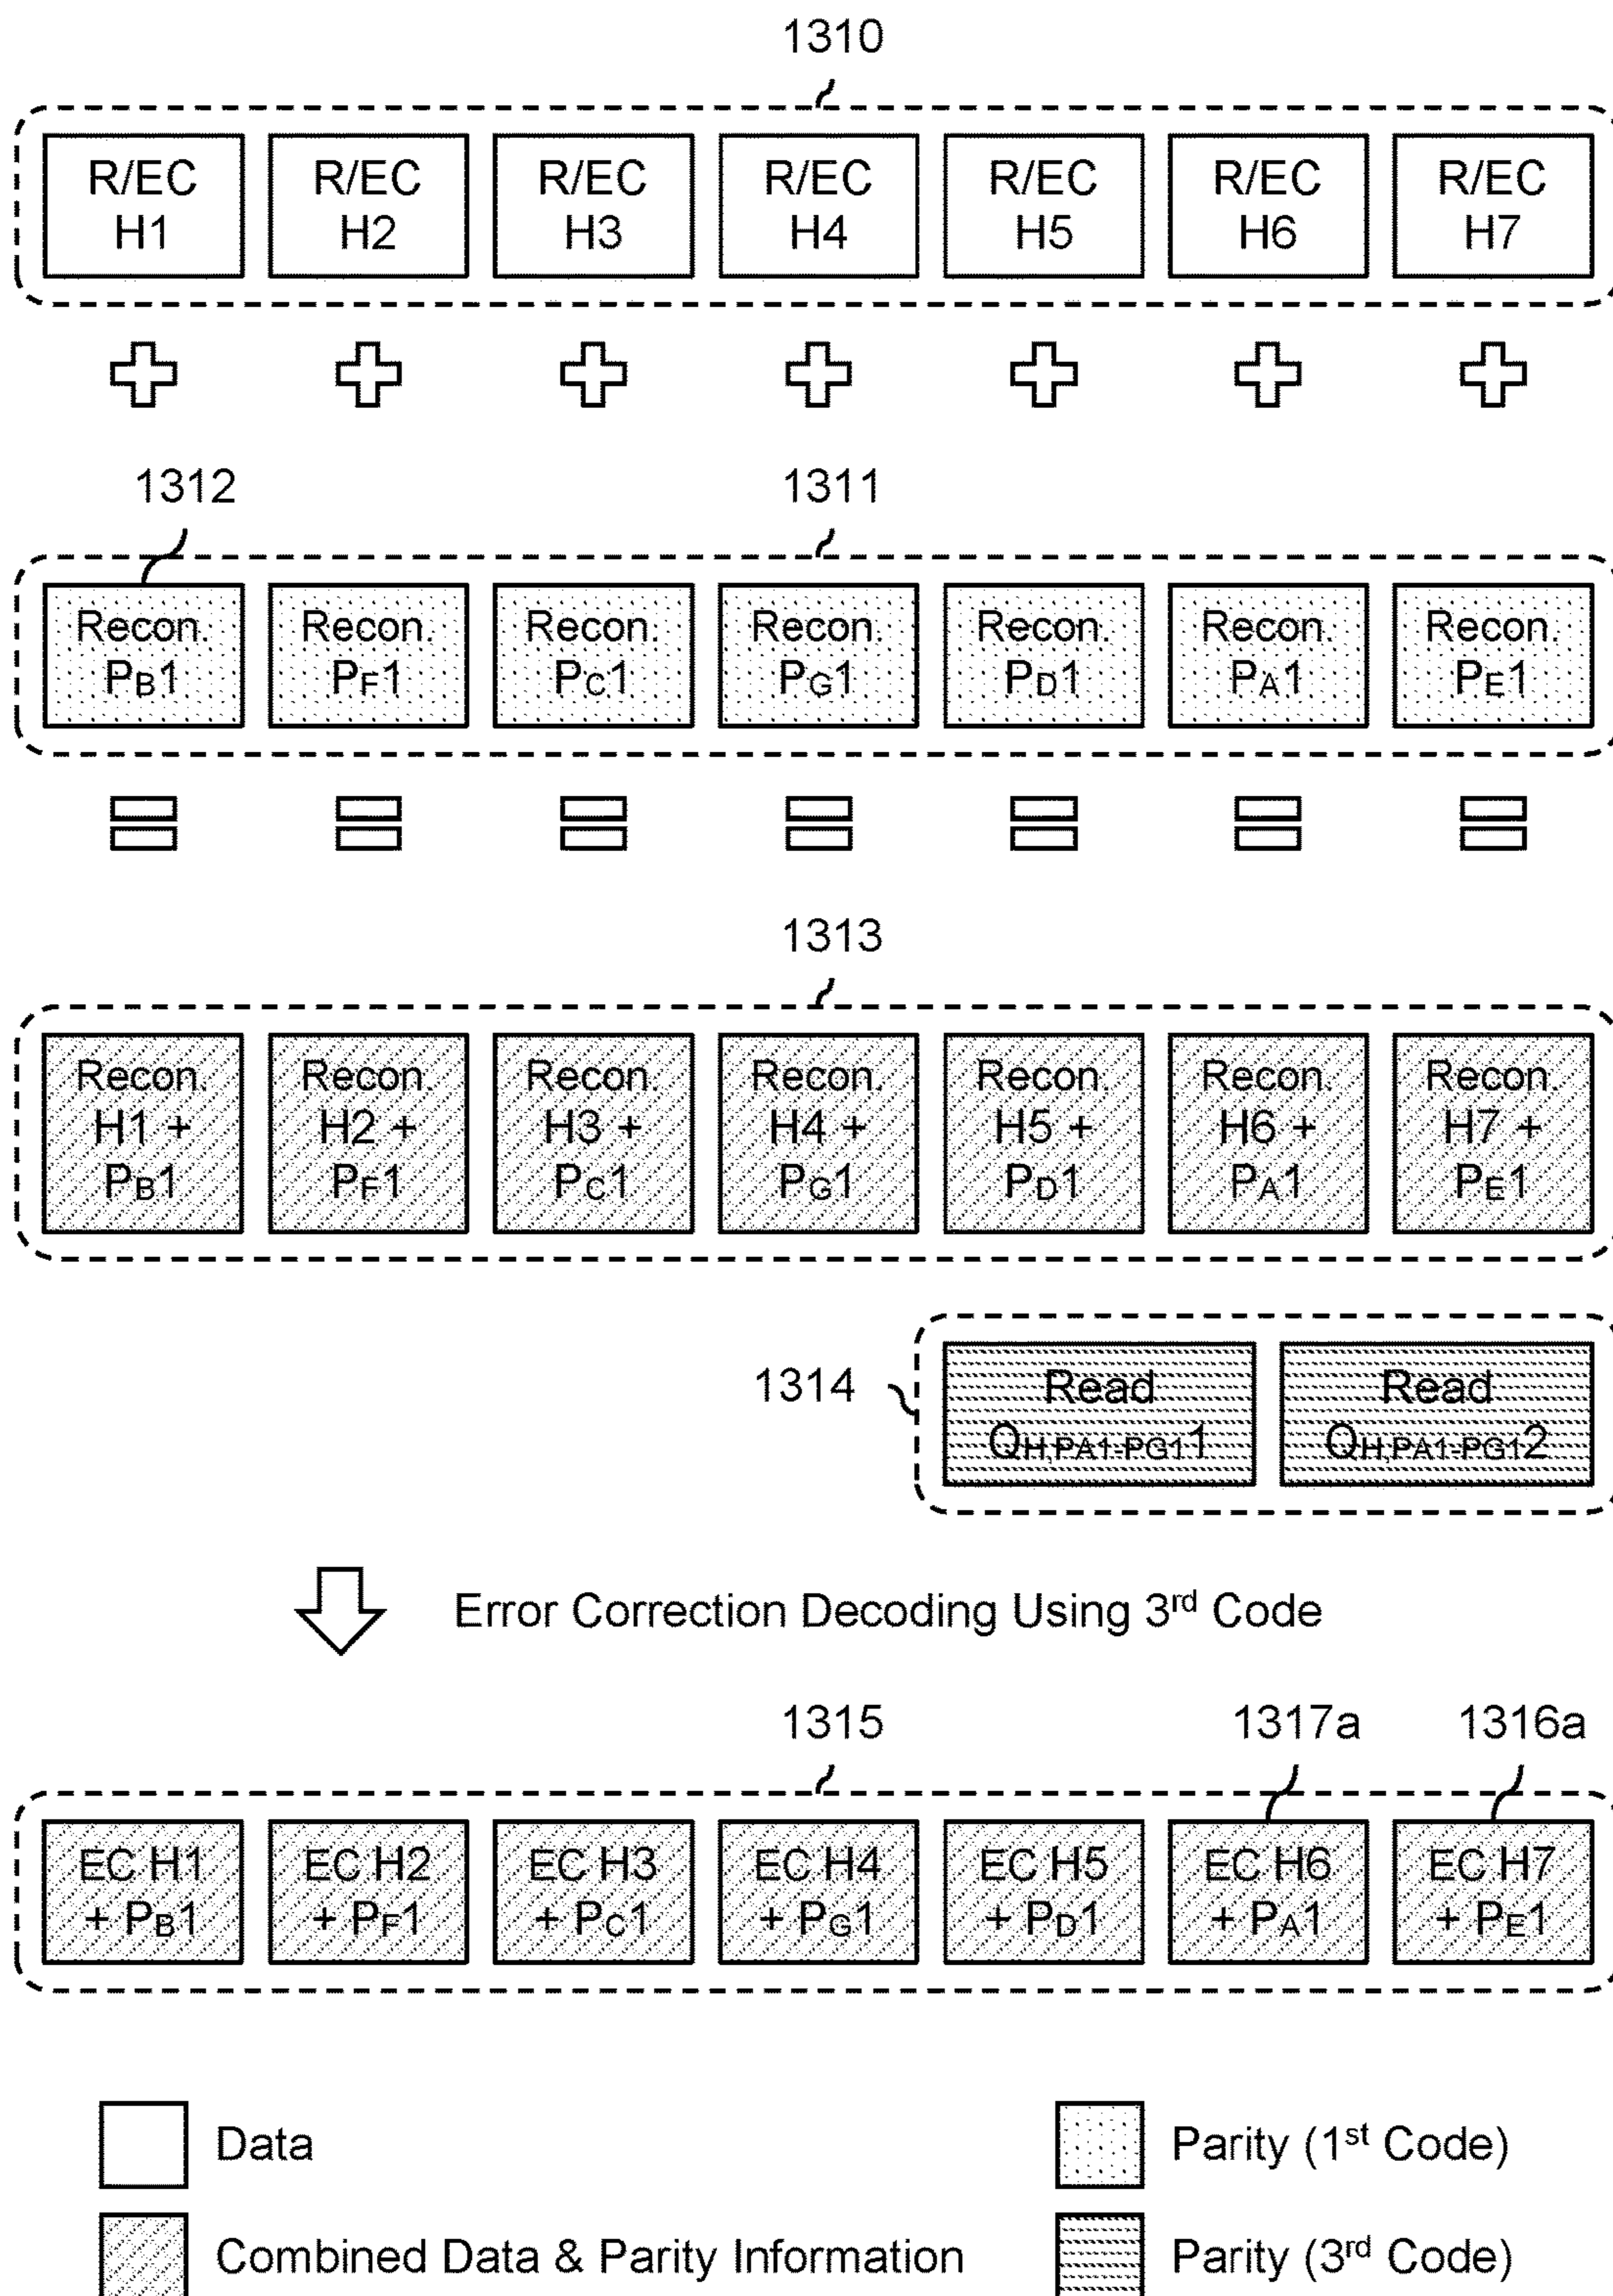 1310
R/EC R/EC R/EC R/EC R/EC R/EC R/EC
H1 H2 H3 H4 H5 H6 H7
1312 1311
Recon. Recon. Recon. Recon. Recon. Recon. Recon.
PB1 PF1 PC1 PG1 PD1 PA1 PE1
1313
Recon. Recon. Recon. Recon. Recon. Recon. Recon.
H1 + H2 + H3 + H4 + H5 + H6 + H7 +
PB1 PF1 PC1 PG1 PD1 PA1 PE1
1314 Read Read
QH,PA1-PG11 QH,PA1-PG12
Error Correction Decoding Using 3rd Code
1315 1317a 1316a
EC H1 EC H2 EC H3 EC H4 EC H5 EC H6 EC H7
+ PB1 + PF1 + PC1 + PG1 + PD1 + PA1 + PE1
Data Parity (1st Code)
Combined Data & Parity Information Parity (3rd Code)